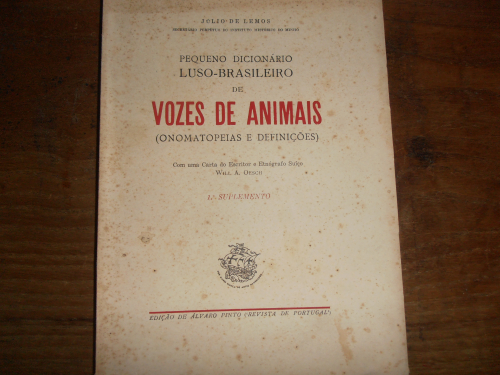 JÚLIO DE LEMOS
PEQUENO DICIONÁRIO
LUSO-BRASILEIRO
DE
VOZES DE ANIMAIS
(ONOMATOPEIAS E DEFINIÇÕES)
Com uma Carta do Escritor e Etnógrafo Suíço
WILL A. OESCH
1.º SUPLEMENTO
EDIÇÃO DE ÁLVARO PINTO (REVISTA DE PORTUGAL)